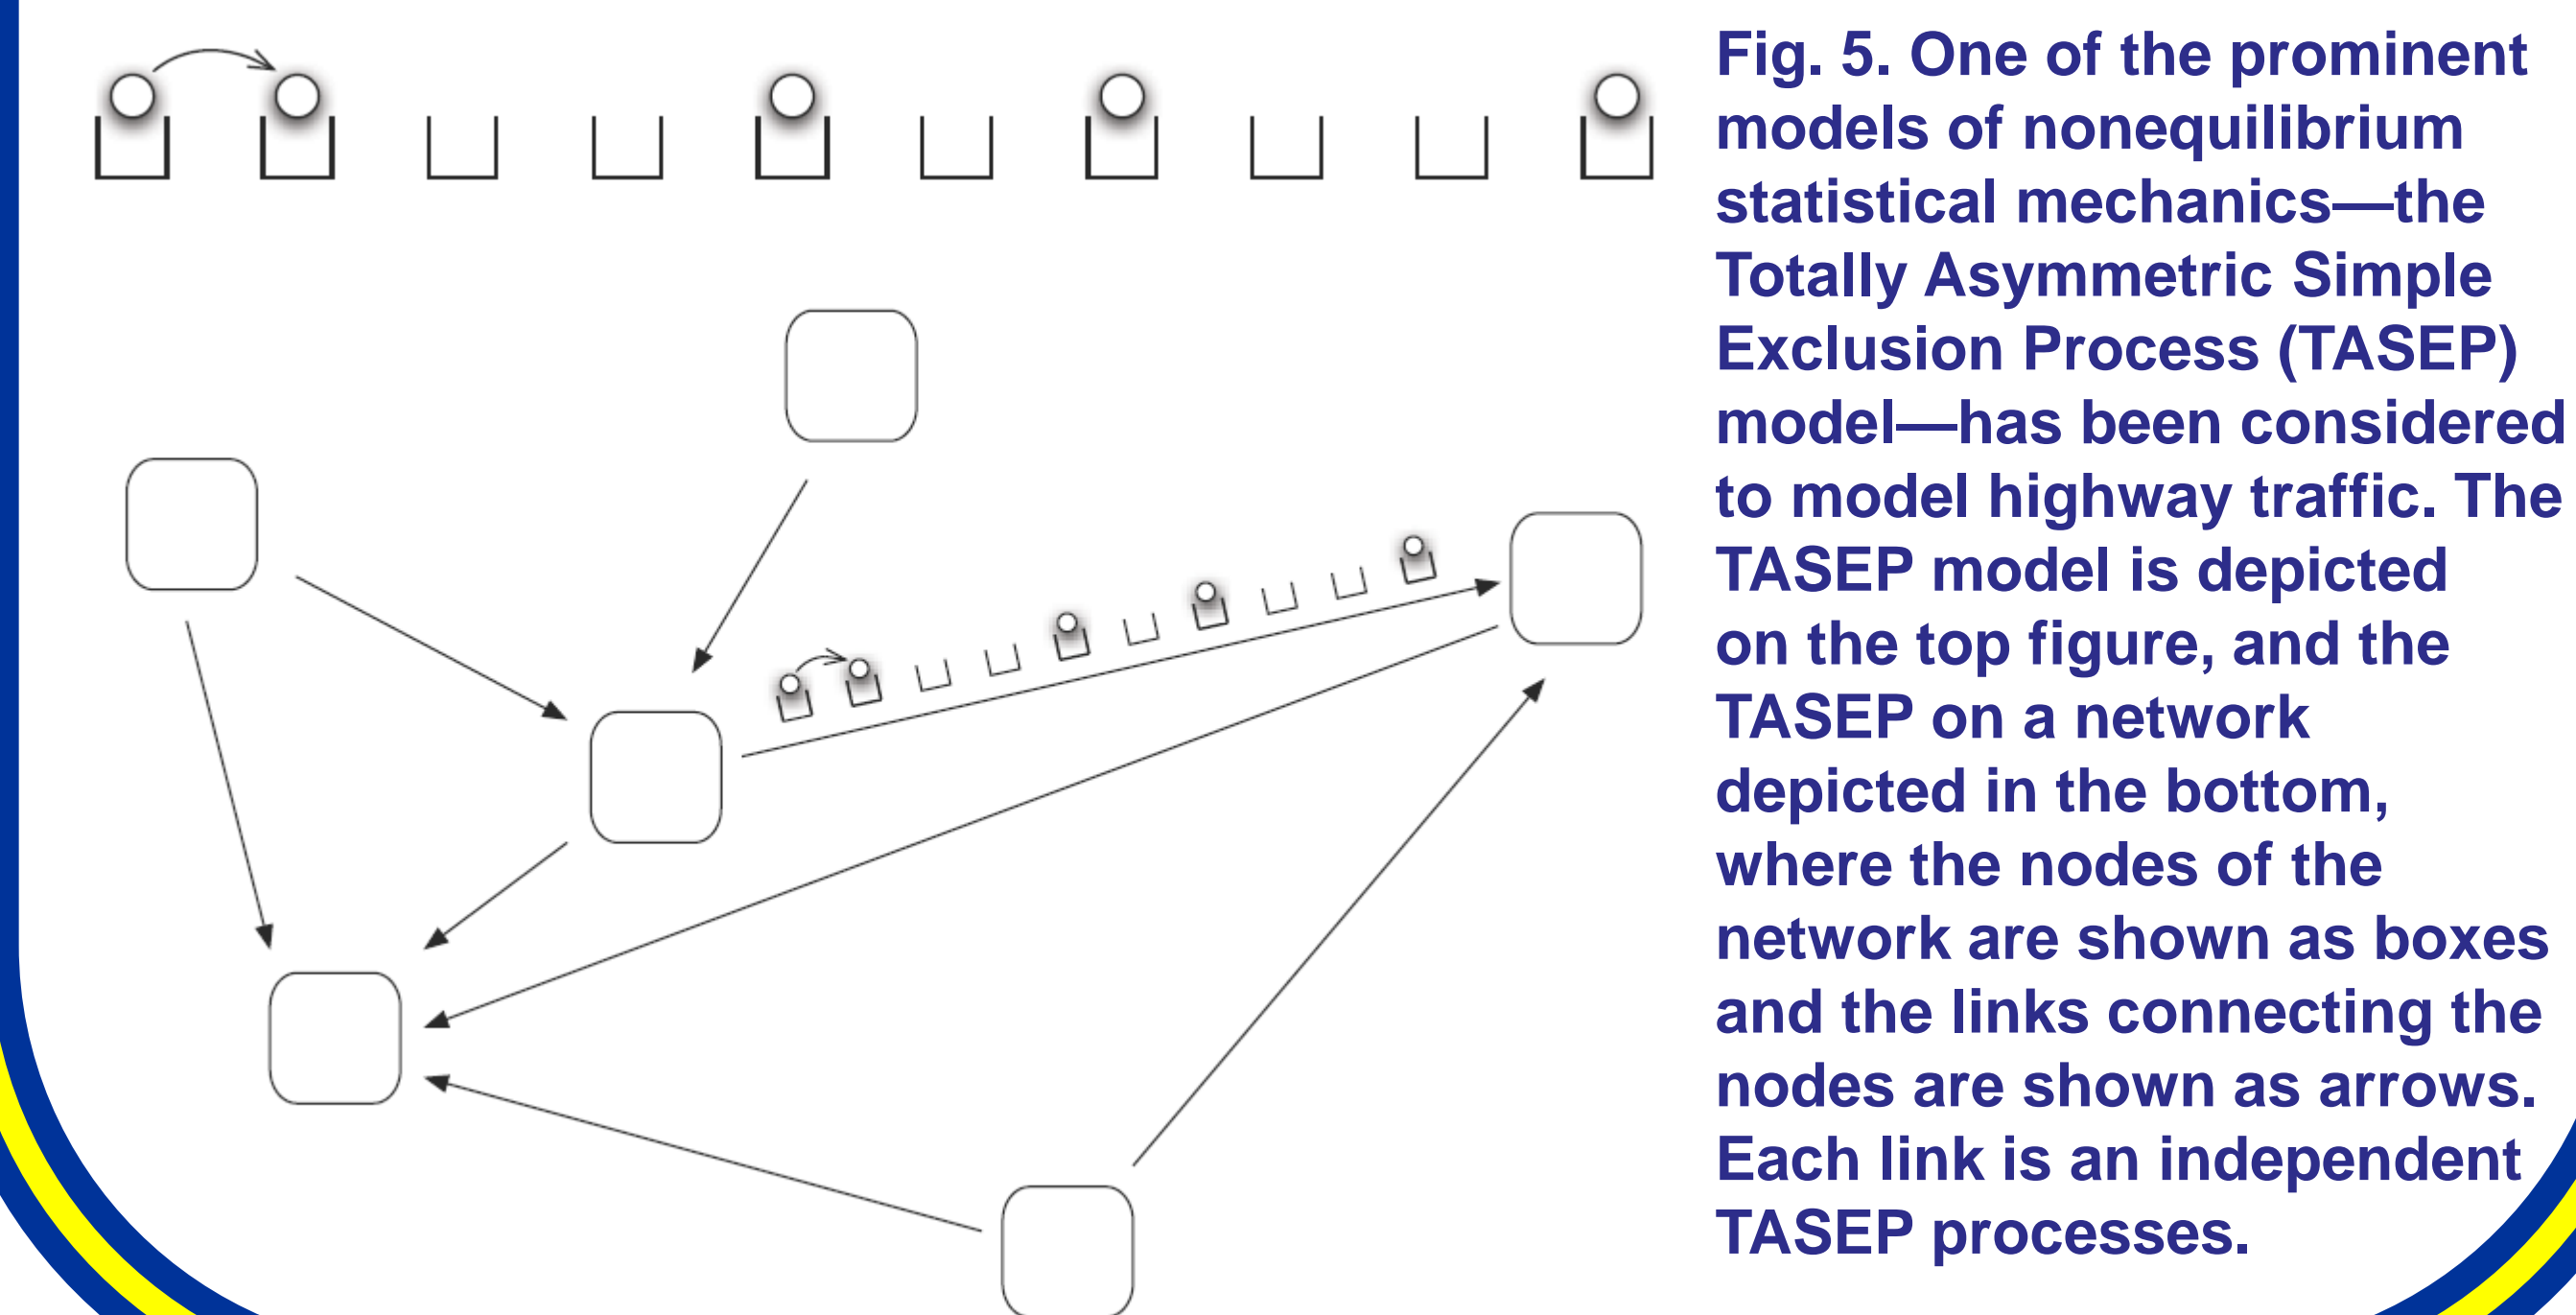 Fig. 5. One of the prominent
models of nonequilibrium
statistical mechanics—the
Totally Asymmetric Simple
Exclusion Process (TASEP)
model—has been considered
to model highway traffic. The
TASEP model is depicted
on the top figure, and the
TASEP on a network
depicted in the bottom,
where the nodes of the
network are shown as boxes
and the links connecting the
nodes are shown as arrows.
Each link is an independent
TASEP processes.